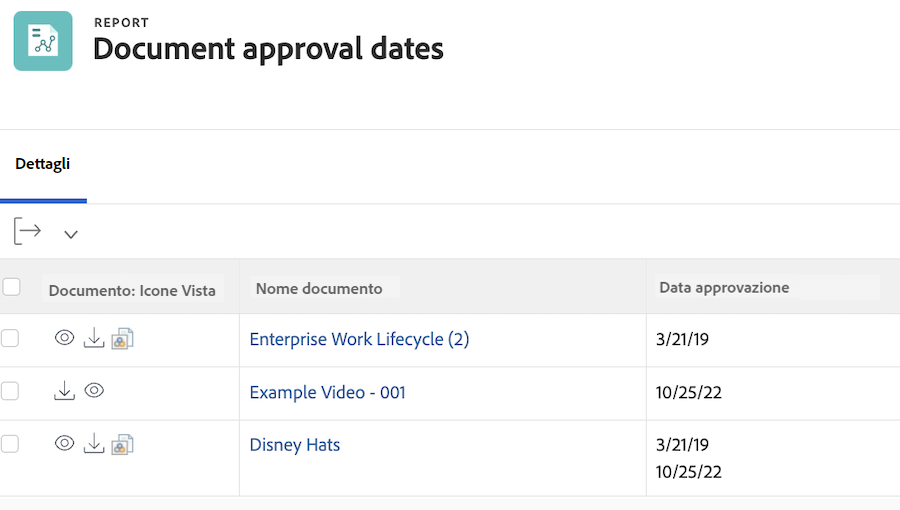 REPORT
Document approval dates
Dettagli
Documento: Icone Vista Nome documento Data approvazione
Enterprise Work Lifecycle (2) 3/21/19
Example Video - 001 10/25/22
Disney Hats 3/21/19
10/25/22